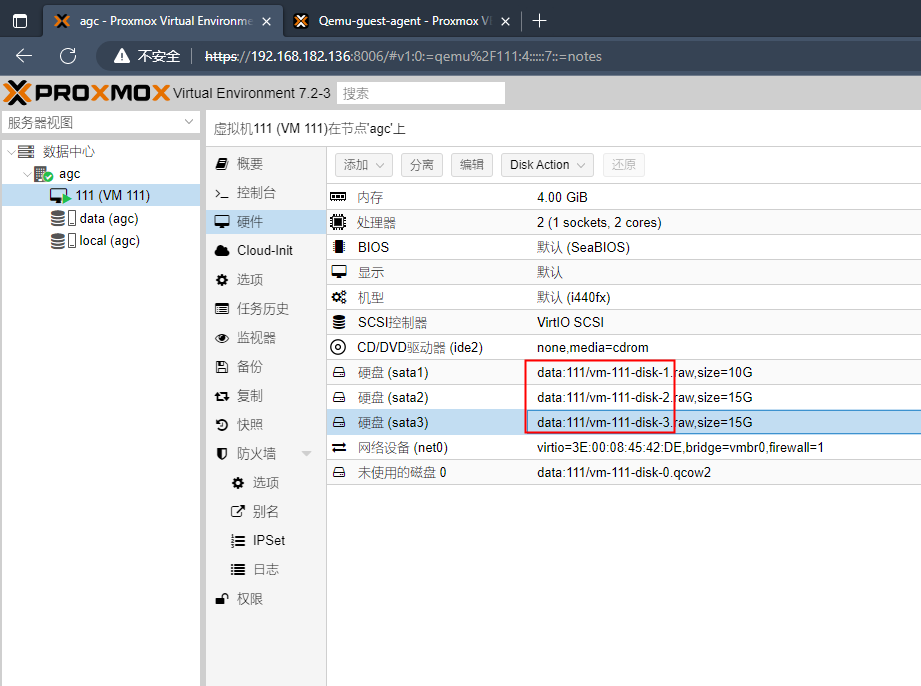 agc - Proxmox Virtual Environme
Qemu-guest-agent - Proxmox V
不安全
https://192.168.182.136:8006/#v1:0:=qemu%2F111:4:::::7::=notes
PROXMOX Virtual Environment 7.2-3 搜索
服务器视图
虚拟机111 (VM 111)在节点'agc'上
数据中心
agc
111 (VM 111)
data (agc)
local (agc)
概要
控制台
硬件
Cloud-Init
选项
任务历史
监视器
备份
复制
快照
防火墙
选项
别名
IPSet
日志
权限
添加 分离 编辑 Disk Action 还原
内存 4.00 GiB
处理器 2 (1 sockets, 2 cores)
BIOS 默认 (SeaBIOS)
显示 默认
机型 默认 (i440fx)
SCSI控制器 VirtIO SCSI
CD/DVD驱动器 (ide2) none,media=cdrom
硬盘 (sata1) data:111/vm-111-disk-1.raw,size=10G
硬盘 (sata2) data:111/vm-111-disk-2.raw,size=15G
硬盘 (sata3) data:111/vm-111-disk-3.raw,size=15G
网络设备 (net0) virtio=3E:00:08:45:42:DE,bridge=vmbr0,firewall=1
未使用的磁盘 0 data:111/vm-111-disk-0.qcow2